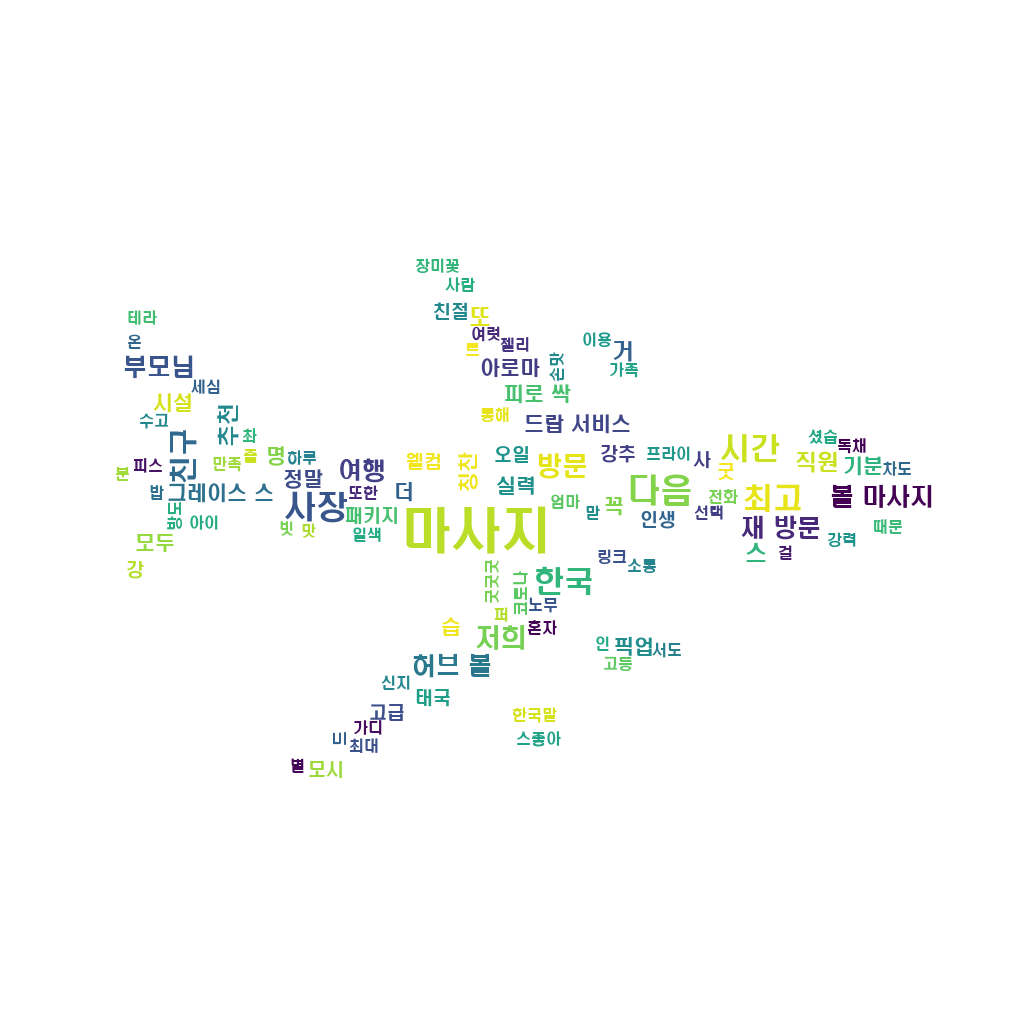 장미꽃
사람
친절
또
테라
여럿
온
젤리
트
이용
거
부모님
아로마
손맛
가족
세심
피로 싹
시설
수고
추천
통해
드랍 서비스
촤
셨습
독채
친구
명
즐
하루
만족
피스
분
정말
여행
웰컴
칭찬
오일
방문
강추
프라이
사
시간
굿
직원
기분
차도
밥
그레이스 스
사장
또한
더
실력
다음
전화
최고
볼 마사지
방도
아이
빗
맛
패키지
일색
마사지
엄마
맏
꼭
인생
선택
재 방문
때문
모두
강
강력
스
걸
링크
소통
굿굿굿
코토나
한국
노무
퍼
혼자
습
저희
인
픽업
서도
고등
허브 볼
신지
태국
고급
가디
한국말
비
최대
스좋아
별
모시